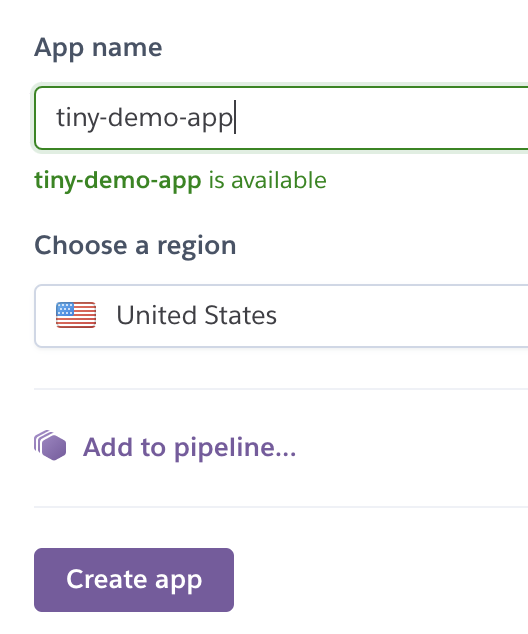 App name
tiny-demo-app
tiny-demo-app is available
Choose a region
United States
Add to pipeline...
Create app